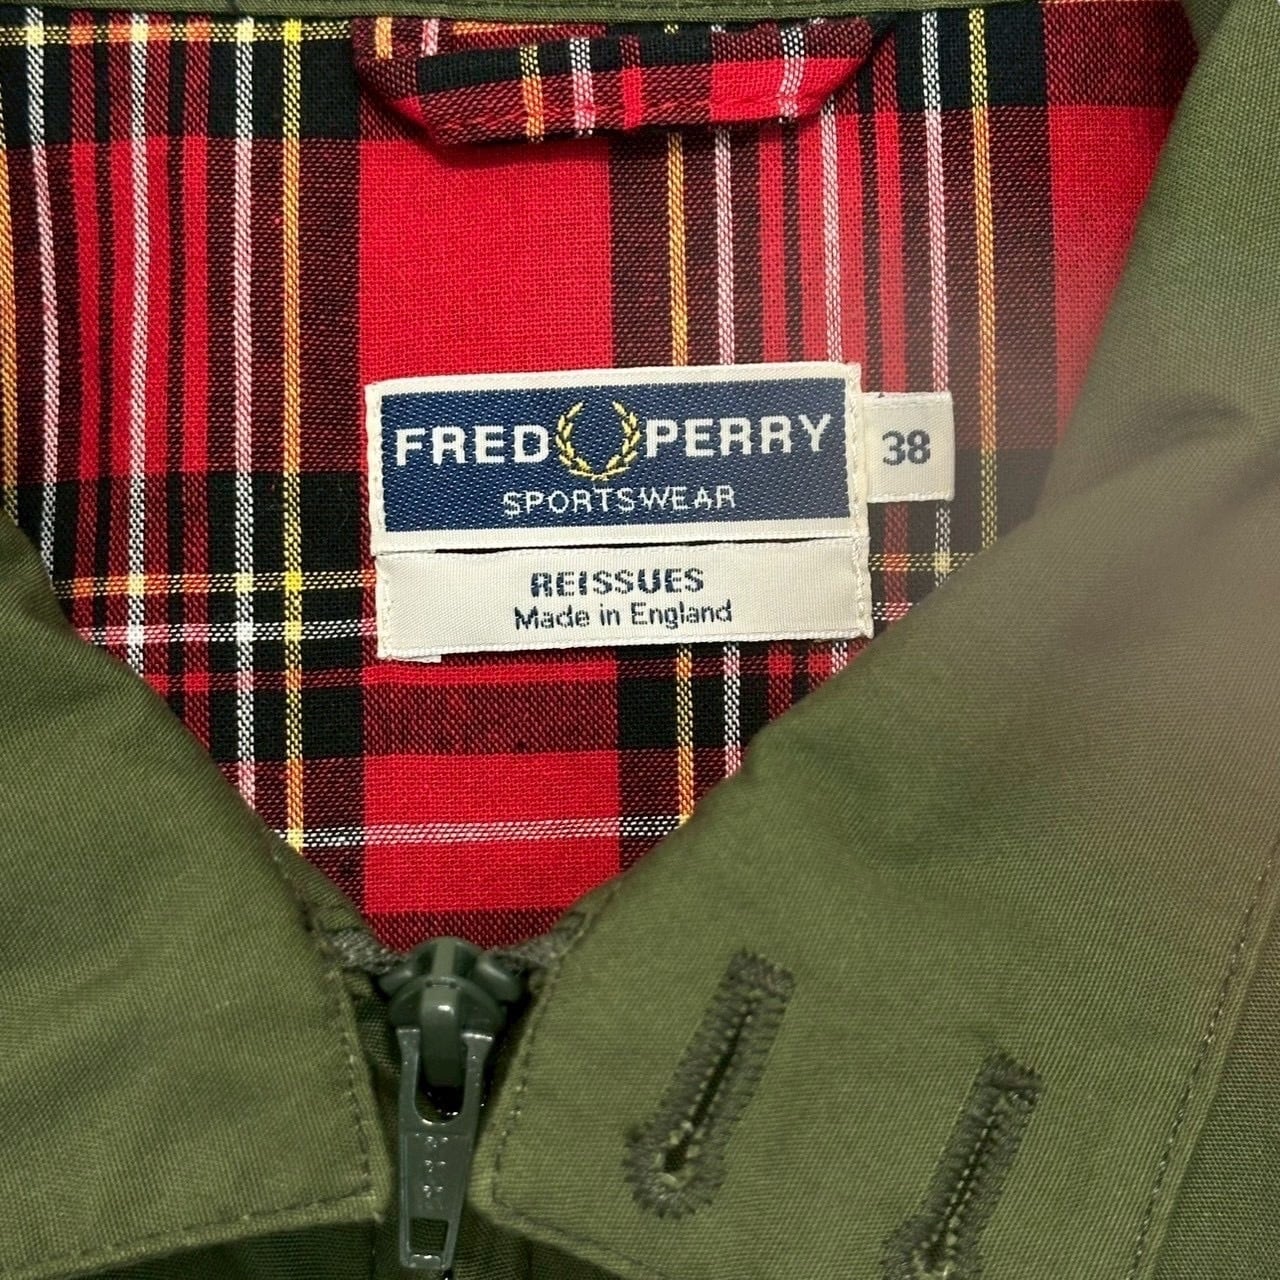 FRED PERRY
SPORTSWEAR
38
REISSUES
Made in England